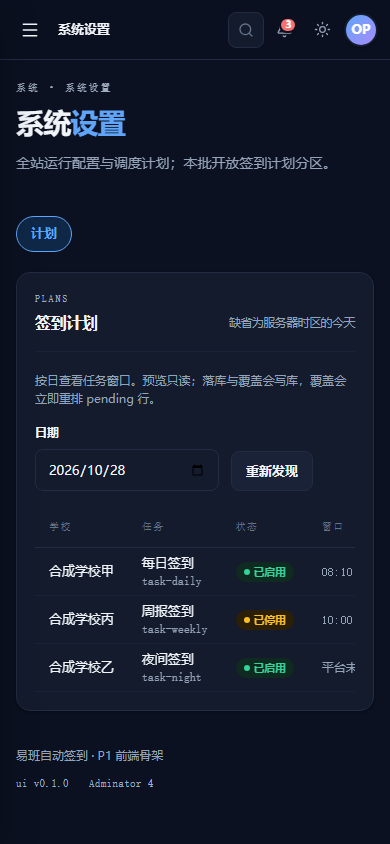 系统设置
3
OP
系统 · 系统设置
系统设置
全站运行配置与调度计划；本批开放签到计划分区。
计划
PLANS
签到计划
缺省为服务器时区的今天
按日查看任务窗口。预览只读；落库与覆盖会写库，覆盖会
立即重排 pending 行。
日期
2026/10/28
重新发现
学校 任务 状态 窗口
合成学校甲 每日签到 已启用 08:10
task-daily
合成学校丙 周报签到 已停用 10:00
task-weekly
合成学校乙 夜间签到 已启用 平台未
task-night
易班自动签到 · P1 前端骨架
ui v0.1.0 Adminator 4